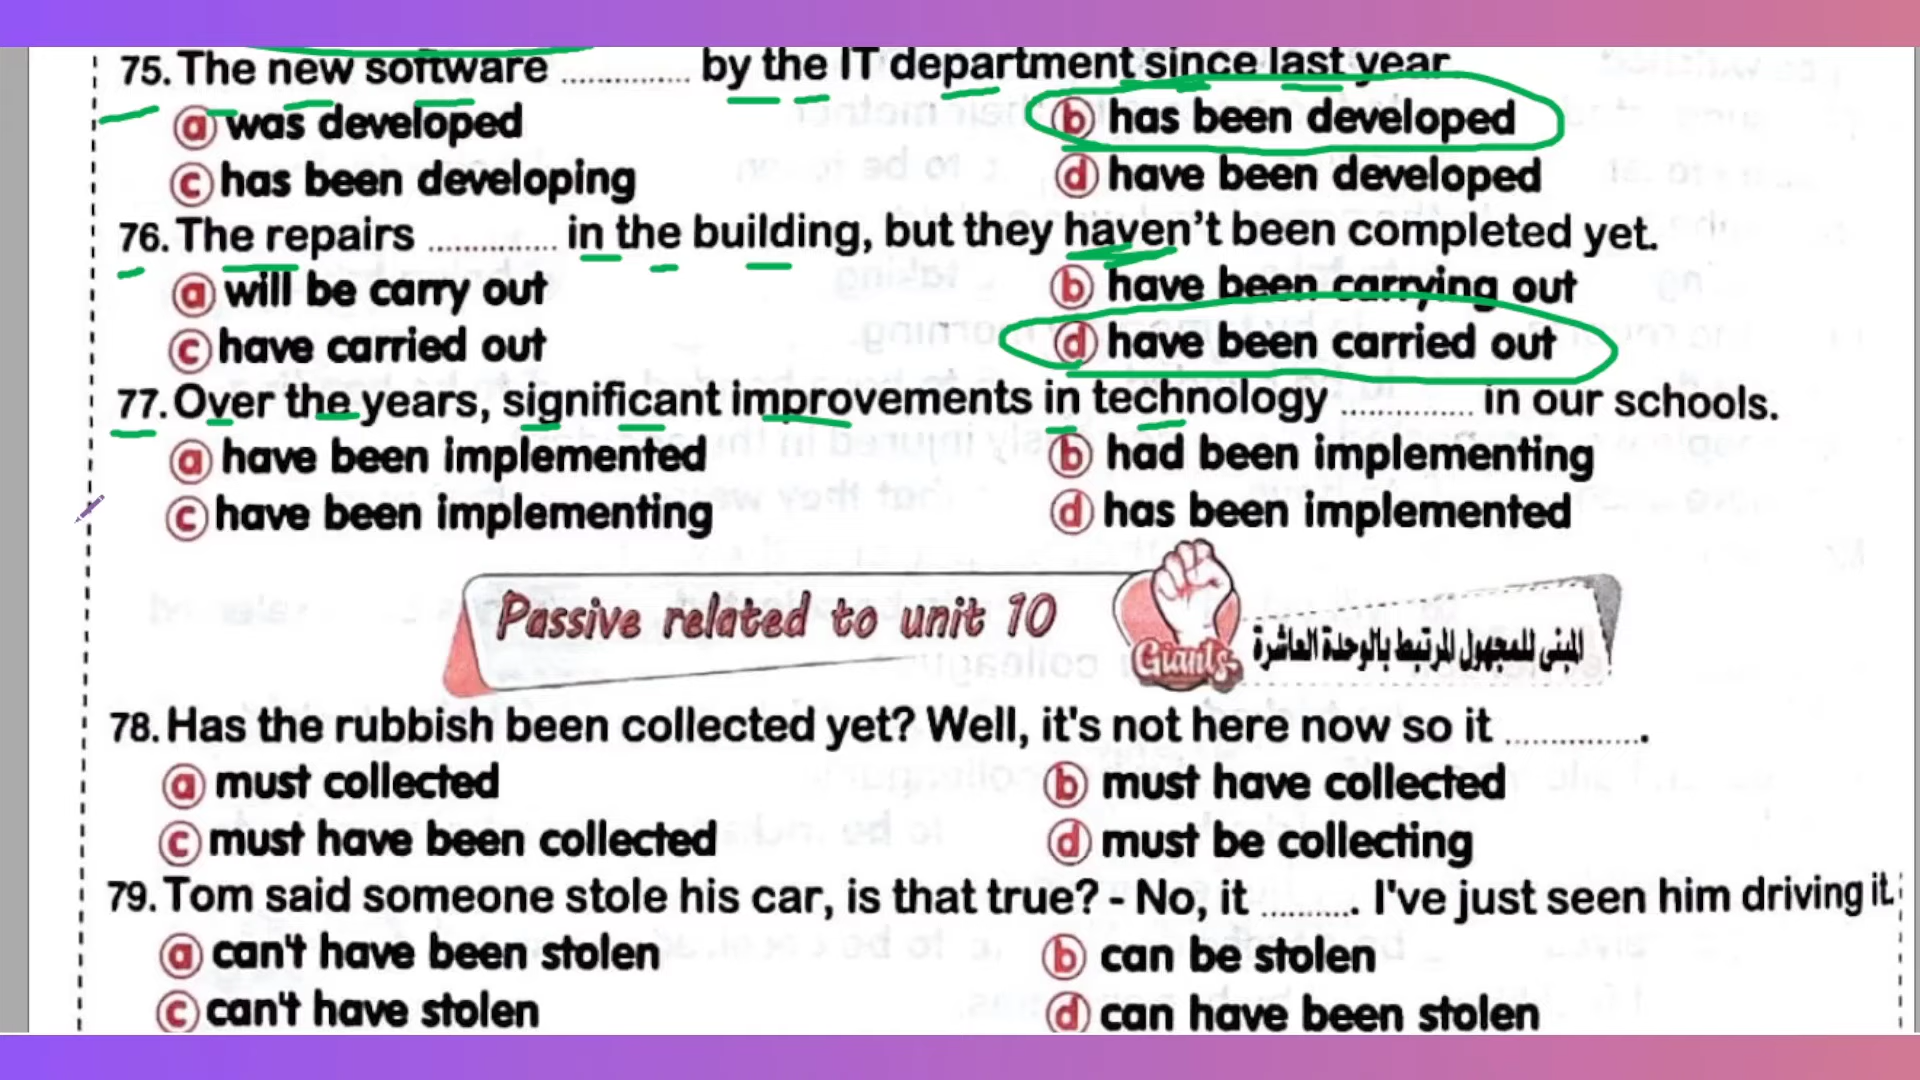 75. The new software .............. by the IT department since last year
a was developed
b has been developed
c has been developing
d have been developed
76. The repairs .............. in the building, but they haven't been completed yet.
a will be carry out
b have been carrying out
c have carried out
d have been carried out
77. Over the years, significant improvements in technology .............. in our schools.
a have been implemented
b had been implementing
c have been implementing
d has been implemented
Passive related to unit 10
Giants
المبنى للمجهول المرتبط بالوحدة العاشرة
78. Has the rubbish been collected yet? Well, it's not here now so it ...............
a must collected
b must have collected
c must have been collected
d must be collecting
79. Tom said someone stole his car, is that true? - No, it .......... I've just seen him driving it.
a can't have been stolen
b can be stolen
c can't have stolen
d can have been stolen